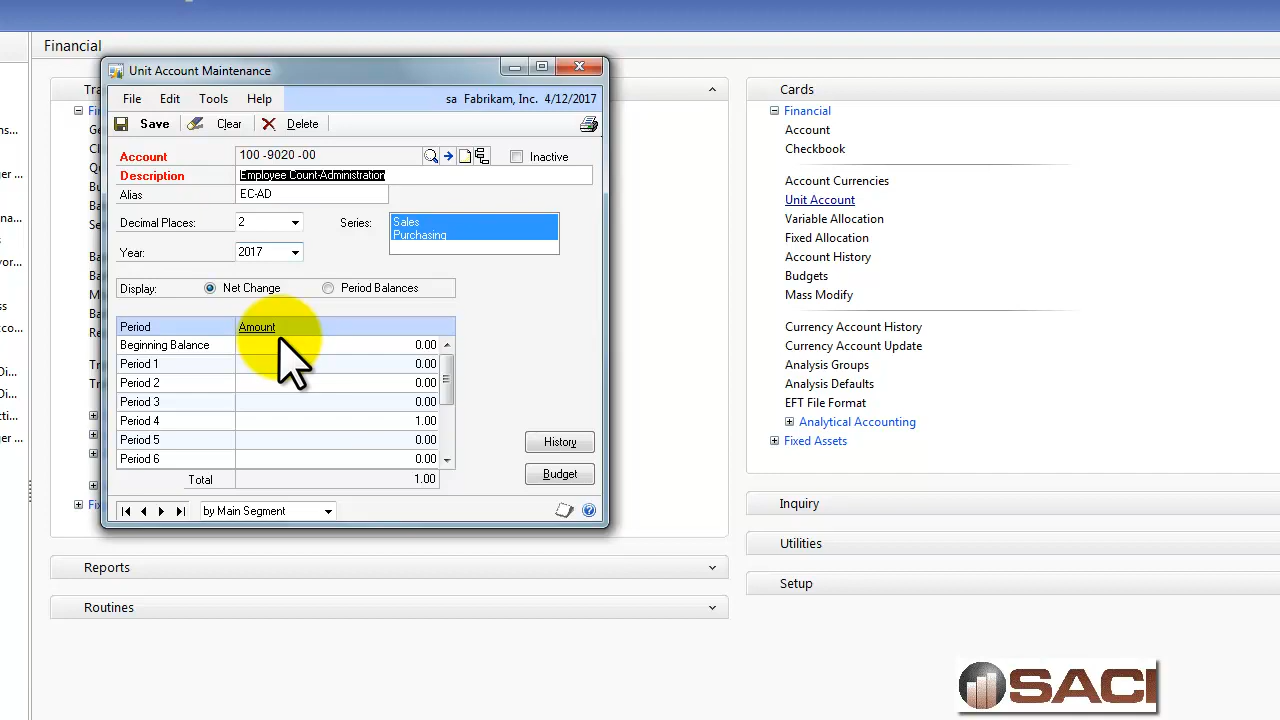 Financial
Unit Account Maintenance
File Edit Tools Help sa Fabrikam, Inc. 4/12/2017
Save Clear Delete
Account 100 -9020 -00 Inactive
Description Employee Count-Administration
Alias EC-AD
Decimal Places: 2 Series: Sales
Purchasing
Year: 2017
Display: Net Change Period Balances
Period Amount
Beginning Balance 0.00
Period 1 0.00
Period 2 0.00
Period 3 0.00
Period 4 1.00
Period 5 0.00
Period 6 0.00
Total 1.00
History
Budget
by Main Segment
Reports
Routines
Cards
Financial
Account
Checkbook
Account Currencies
Unit Account
Variable Allocation
Fixed Allocation
Account History
Budgets
Mass Modify
Currency Account History
Currency Account Update
Analysis Groups
Analysis Defaults
EFT File Format
Analytical Accounting
Fixed Assets
Inquiry
Utilities
Setup
SACI